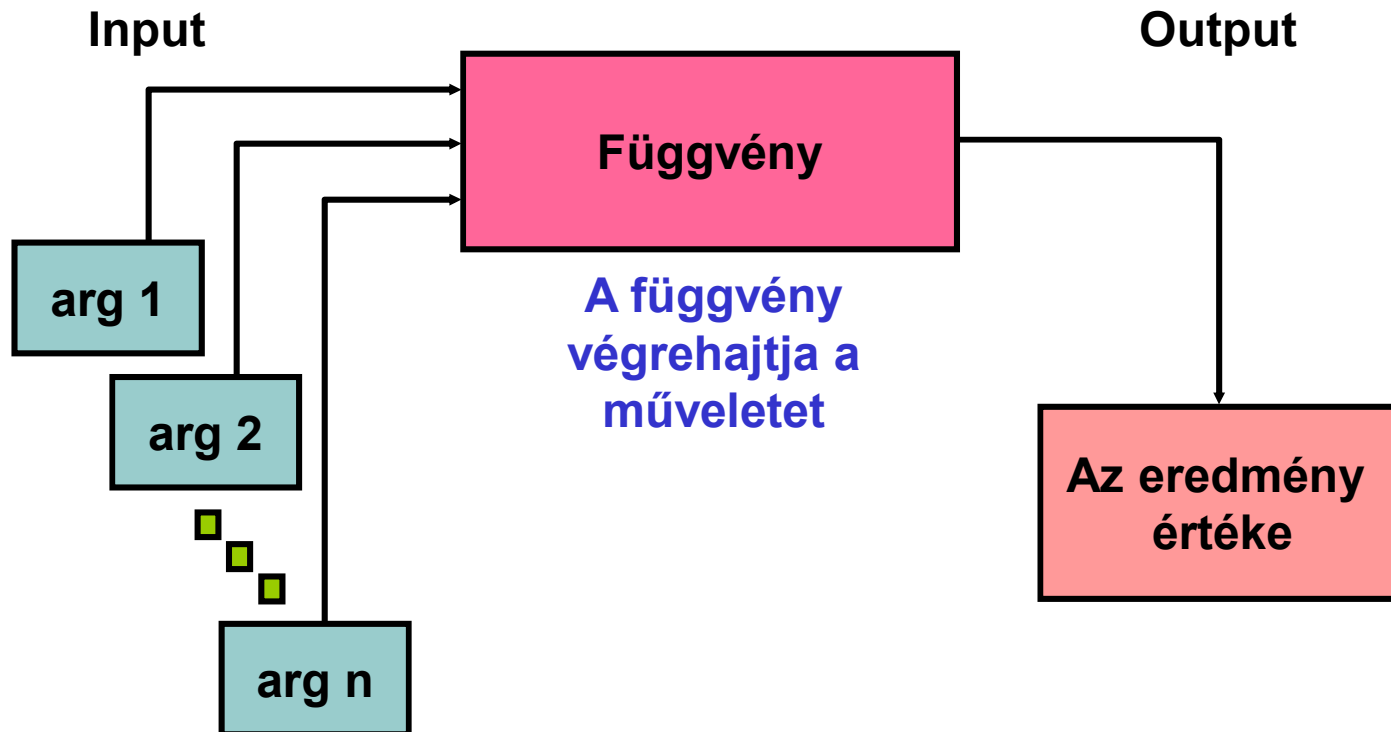 Input
Output
Függvény
arg 1
A függvény
végrehajtja a
műveletet
arg 2
Az eredmény
értéke
arg n